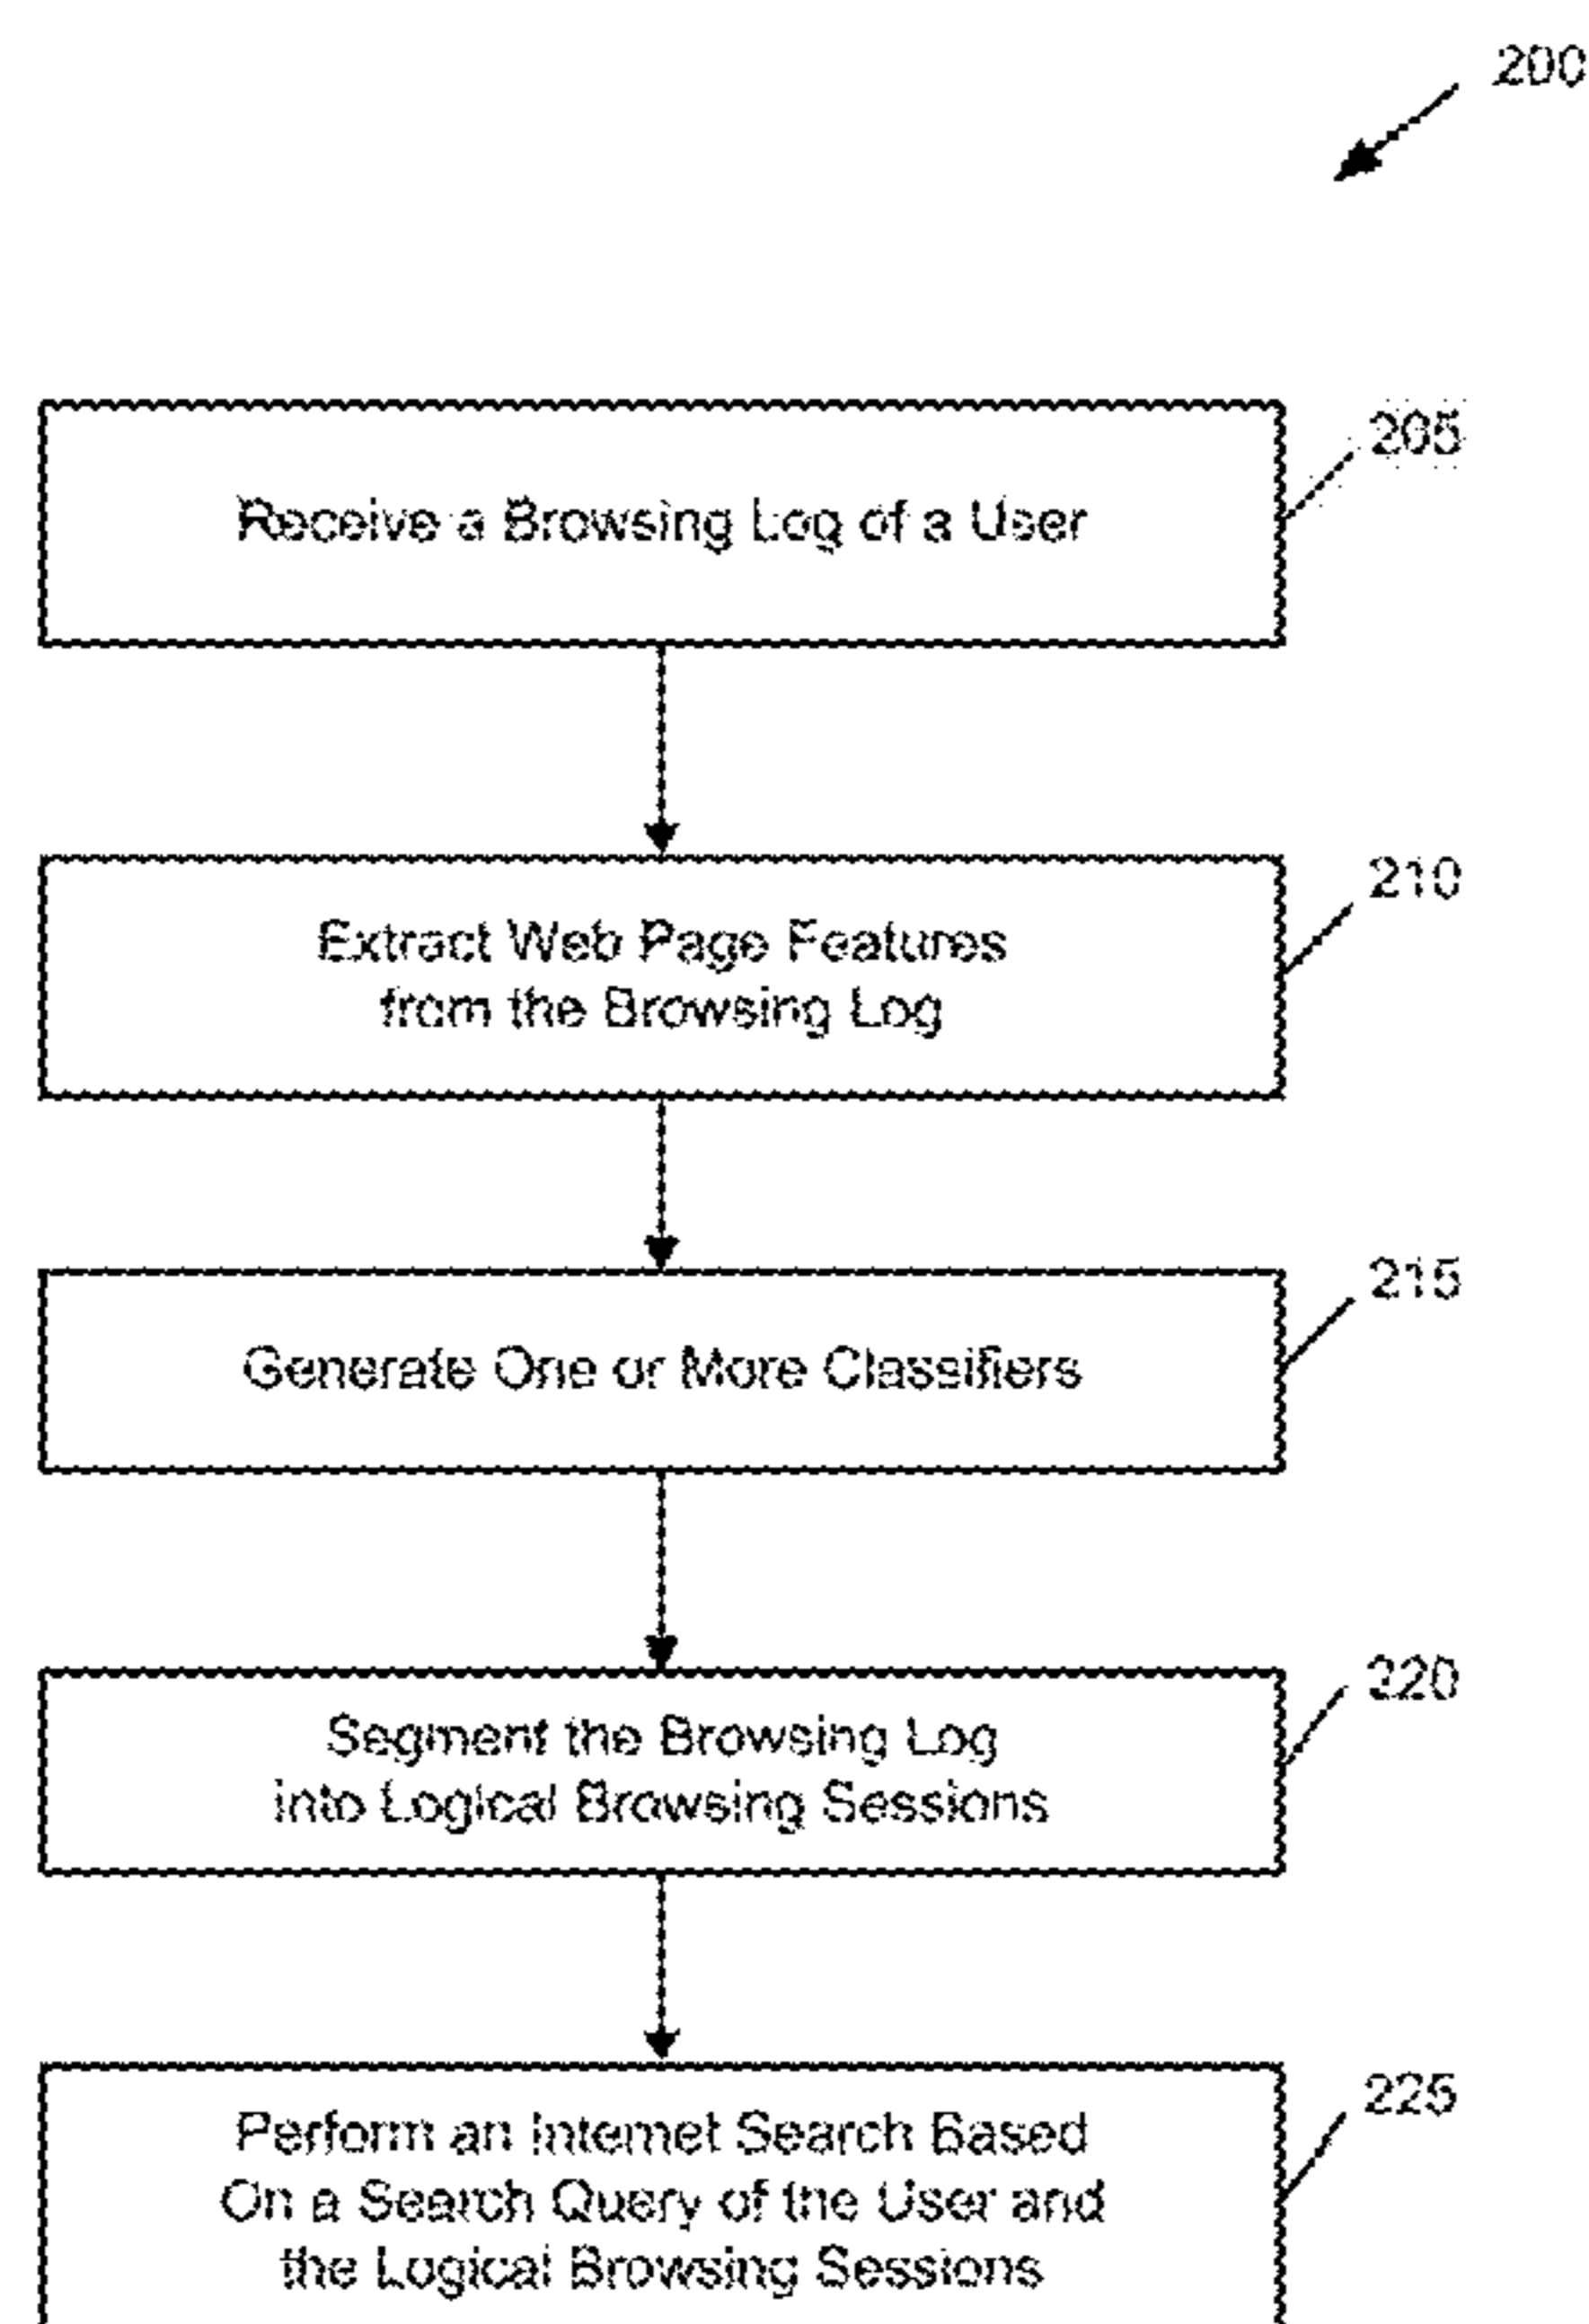 200
205
Receive a Browsing Log of a User
210
Extract Web Page Features
from the Browsing Log
215
Generate One or More Classifiers
220
Segment the Browsing Log
into Logical Browsing Sessions
225
Perform an Internet Search Based
On a Search Query of the User and
the Logical Browsing Sessions